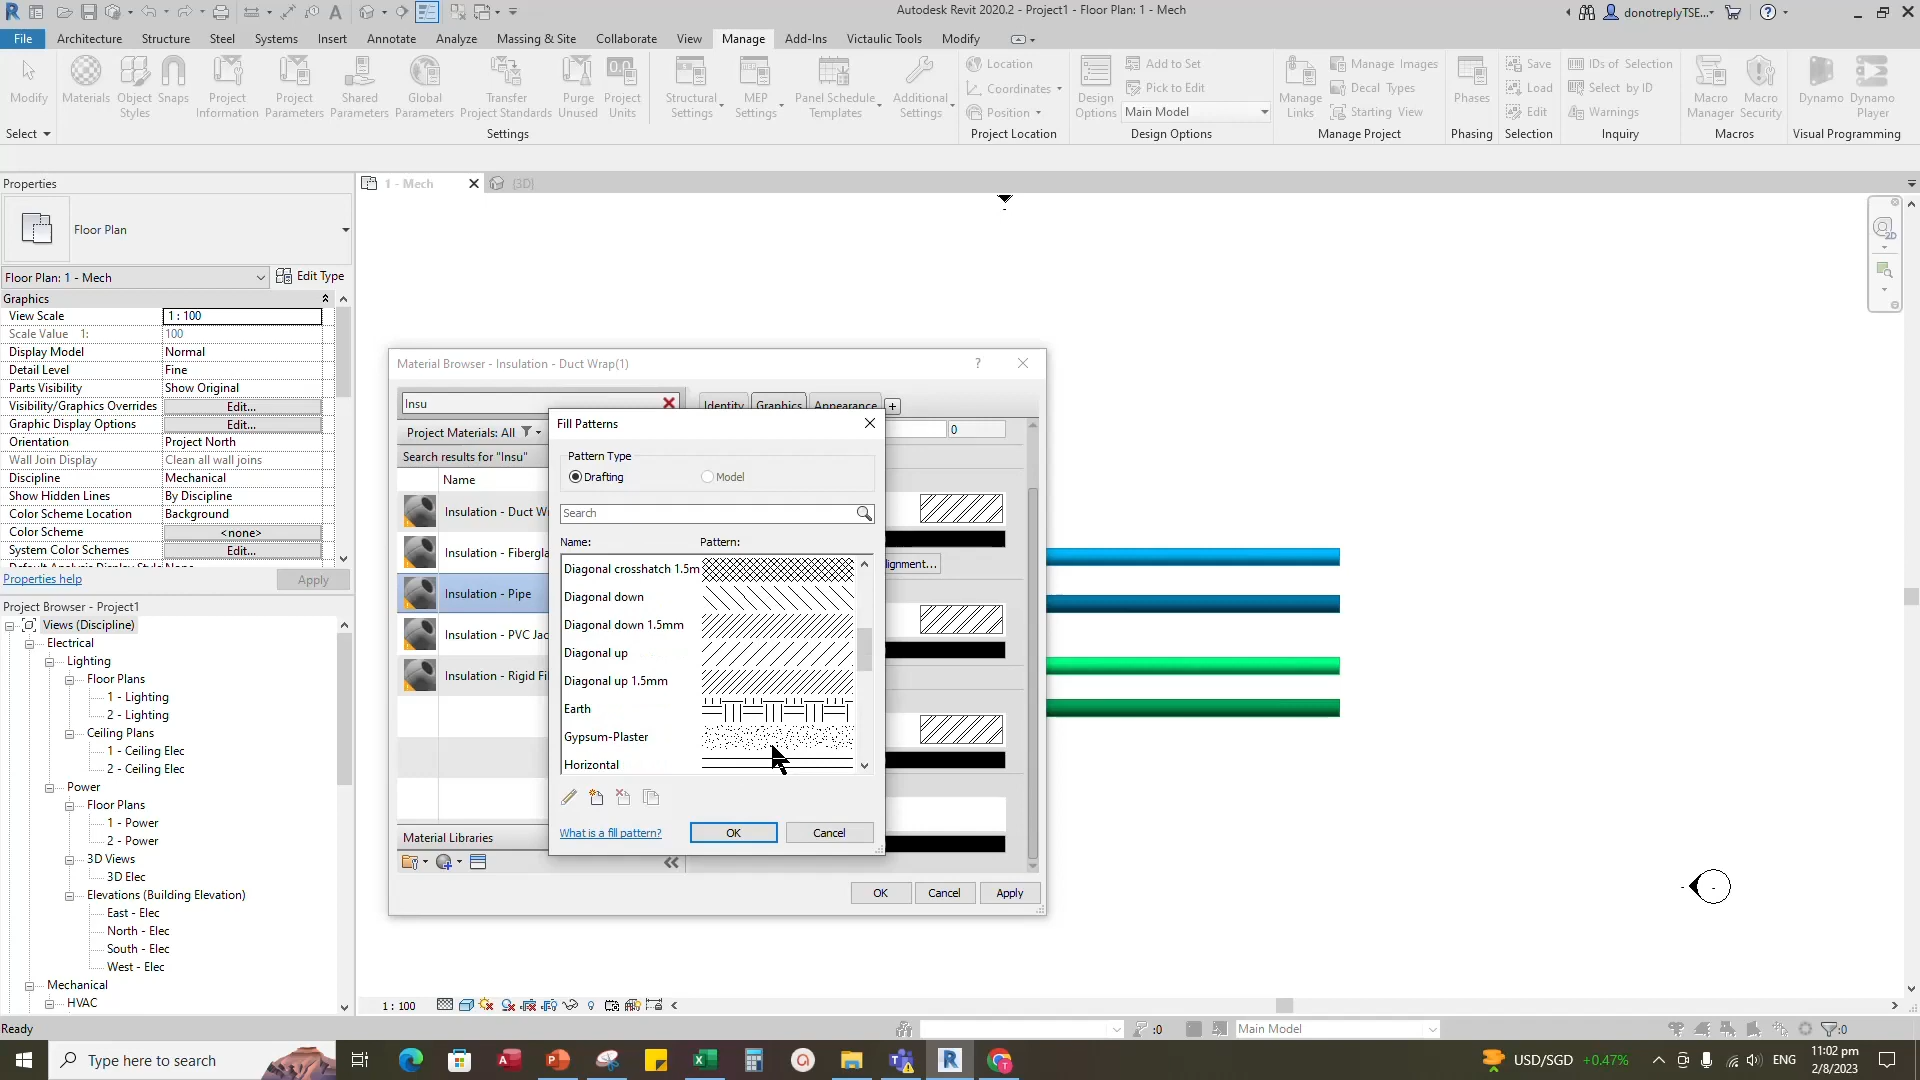 Autodesk Revit 2020.2 - Project1 - Floor Plan: 1 - Mech
donotreplyTSE...
File Architecture Structure Steel Systems Insert Annotate Analyze Massing & Site Collaborate View Manage Add-Ins Victaulic Tools Modify
Modify
Materials
Object Styles
Snaps
Project Information
Project Parameters
Shared Parameters
Global Parameters
Transfer Project Standards
Purge Unused
Project Units
Structural Settings
MEP Settings
Panel Schedule Templates
Additional Settings
Location
Coordinates
Position
Design Options
Add to Set
Pick to Edit
Main Model
Manage Links
Manage Images
Decal Types
Starting View
Phases
Save
Load
Edit
IDs of Selection
Select by ID
Warnings
Macro Manager
Macro Security
Dynamo
Dynamo Player
Select
Settings
Project Location
Design Options
Manage Project
Phasing
Selection
Inquiry
Macros
Visual Programming
Properties
1 - Mech
{3D}
Floor Plan
Floor Plan: 1 - Mech
Edit Type
Graphics
View Scale 1 : 100
Scale Value 1: 100
Display Model Normal
Detail Level Fine
Parts Visibility Show Original
Visibility/Graphics Overrides Edit...
Graphic Display Options Edit...
Orientation Project North
Wall Join Display Clean all wall joins
Discipline Mechanical
Show Hidden Lines By Discipline
Color Scheme Location Background
Color Scheme <none>
System Color Schemes Edit...
Properties help
Apply
Project Browser - Project1
Views (Discipline)
Electrical
Lighting
Floor Plans
1 - Lighting
2 - Lighting
Ceiling Plans
1 - Ceiling Elec
2 - Ceiling Elec
Power
Floor Plans
1 - Power
2 - Power
3D Views
3D Elec
Elevations (Building Elevation)
East - Elec
North - Elec
South - Elec
West - Elec
Mechanical
HVAC
Material Browser - Insulation - Duct Wrap(1)
Insu
Identity Graphics Appearance
Project Materials: All
0
Search results for "Insu"
Name
Insulation - Duct W
Insulation - Fibergla
Insulation - Pipe
Insulation - PVC Jac
Insulation - Rigid Fi
Material Libraries
lignment...
OK Cancel Apply
Fill Patterns
Pattern Type
Drafting Model
Search
Name: Pattern:
Diagonal crosshatch 1.5m
Diagonal down
Diagonal down 1.5mm
Diagonal up
Diagonal up 1.5mm
Earth
Gypsum-Plaster
Horizontal
What is a fill pattern?
OK Cancel
2D
1 : 100
Ready
:0
Main Model
:0
Type here to search
USD/SGD +0.47%
ENG
11:02 pm
2/8/2023